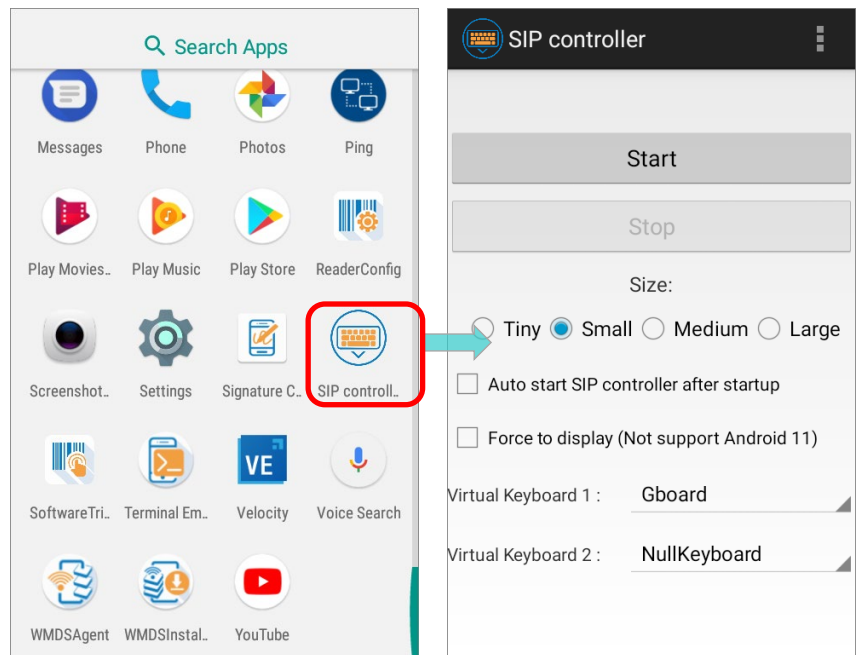 Search Apps
Messages Phone Photos Ping
Play Movies.. Play Music Play Store ReaderConfig
Screenshot.. Settings Signature C.. SIP controll..
VE
SoftwareTri.. Terminal Em.. Velocity Voice Search
WMDSAgent WMDSInstal.. YouTube
SIP controller
Start
Stop
Size:
Tiny Small Medium Large
Auto start SIP controller after startup
Force to display (Not support Android 11)
Virtual Keyboard 1 : Gboard
Virtual Keyboard 2 : NullKeyboard